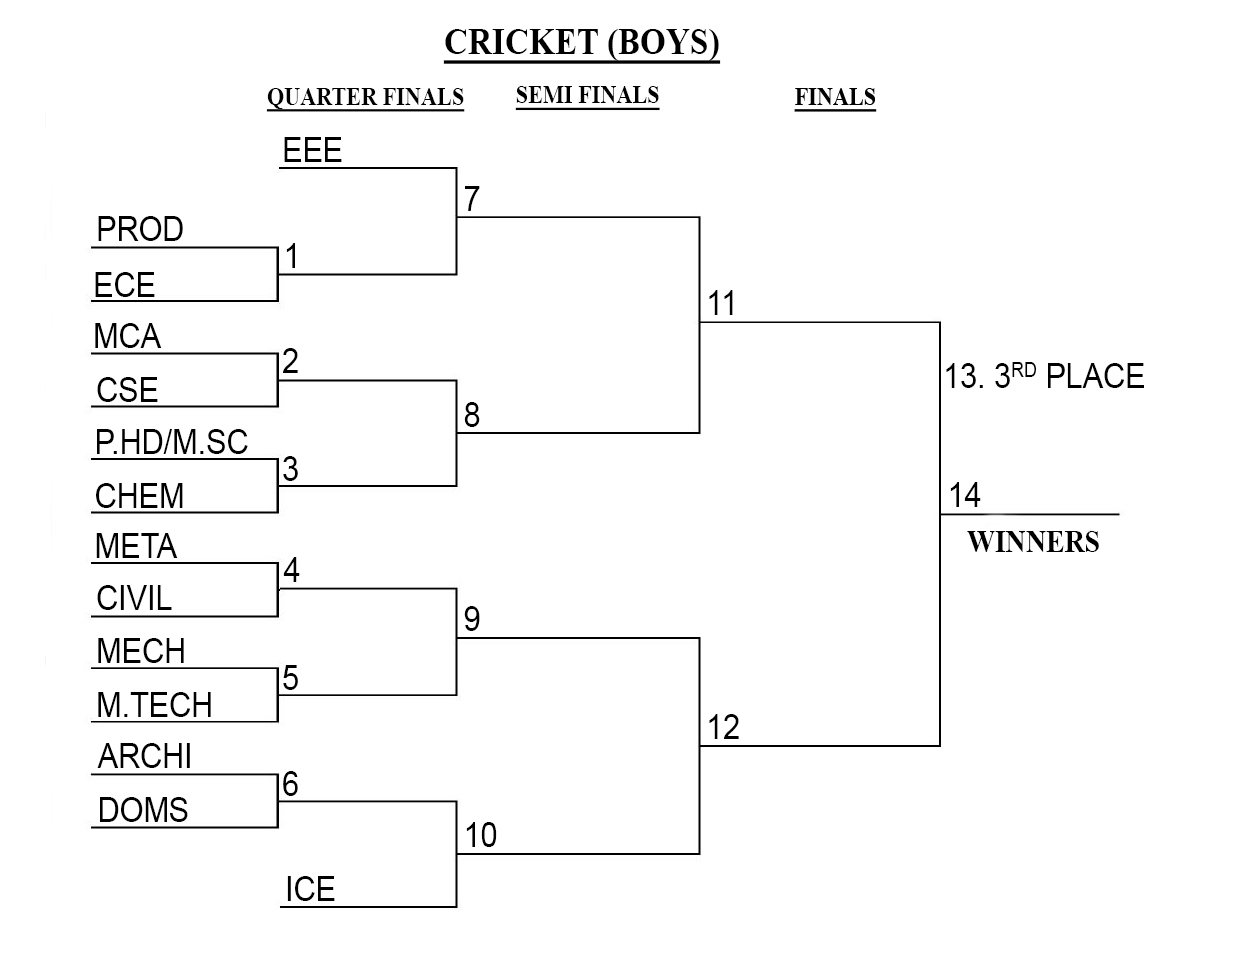 CRICKET (BOYS)
QUARTER FINALS
SEMI FINALS
FINALS
EEE
7
PROD
1
ECE
11
MCA
2
CSE
13. 3RD PLACE
8
P.HD/M.SC
3
CHEM
14
WINNERS
META
4
CIVIL
9
MECH
5
M.TECH
12
ARCHI
6
DOMS
10
ICE